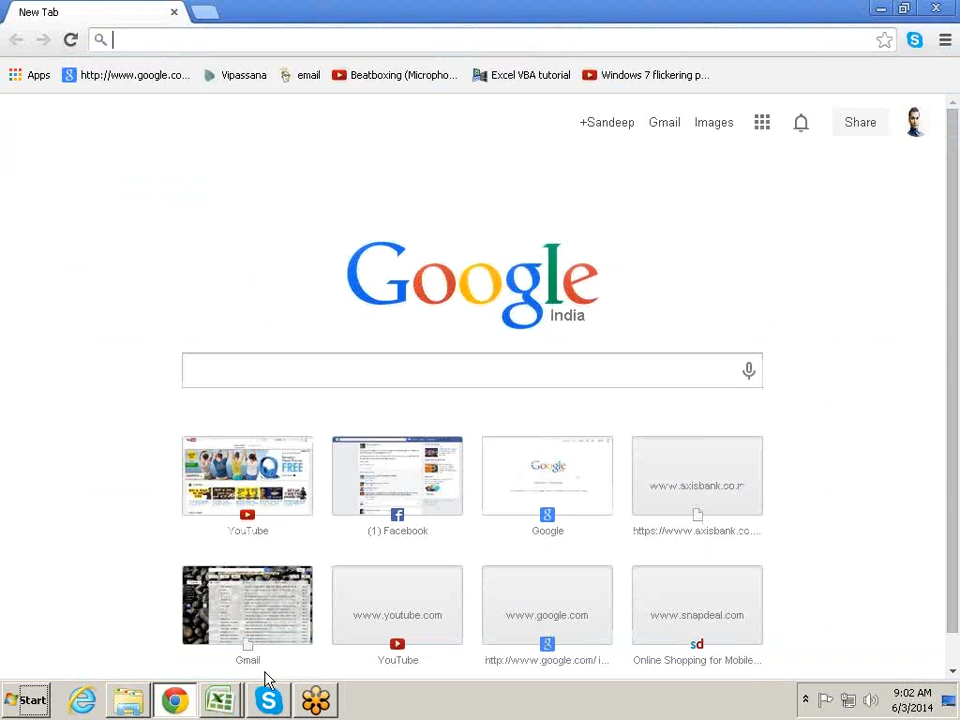 New Tab
Apps http://www.google.co... Vipassana email Beatboxing (Micropho... Excel VBA tutorial Windows 7 flickering p...
+Sandeep Gmail Images Share
Google
India
Google
www.axisbank.co.ir
YouTube (1) Facebook Google https://www.axisbank.co....
www.youtube.com www.google.com www.snapdeal.com
sd
Gmail YouTube http://www.google.com/ i... Online Shopping for Mobile...
Start
9:02 AM
6/3/2014